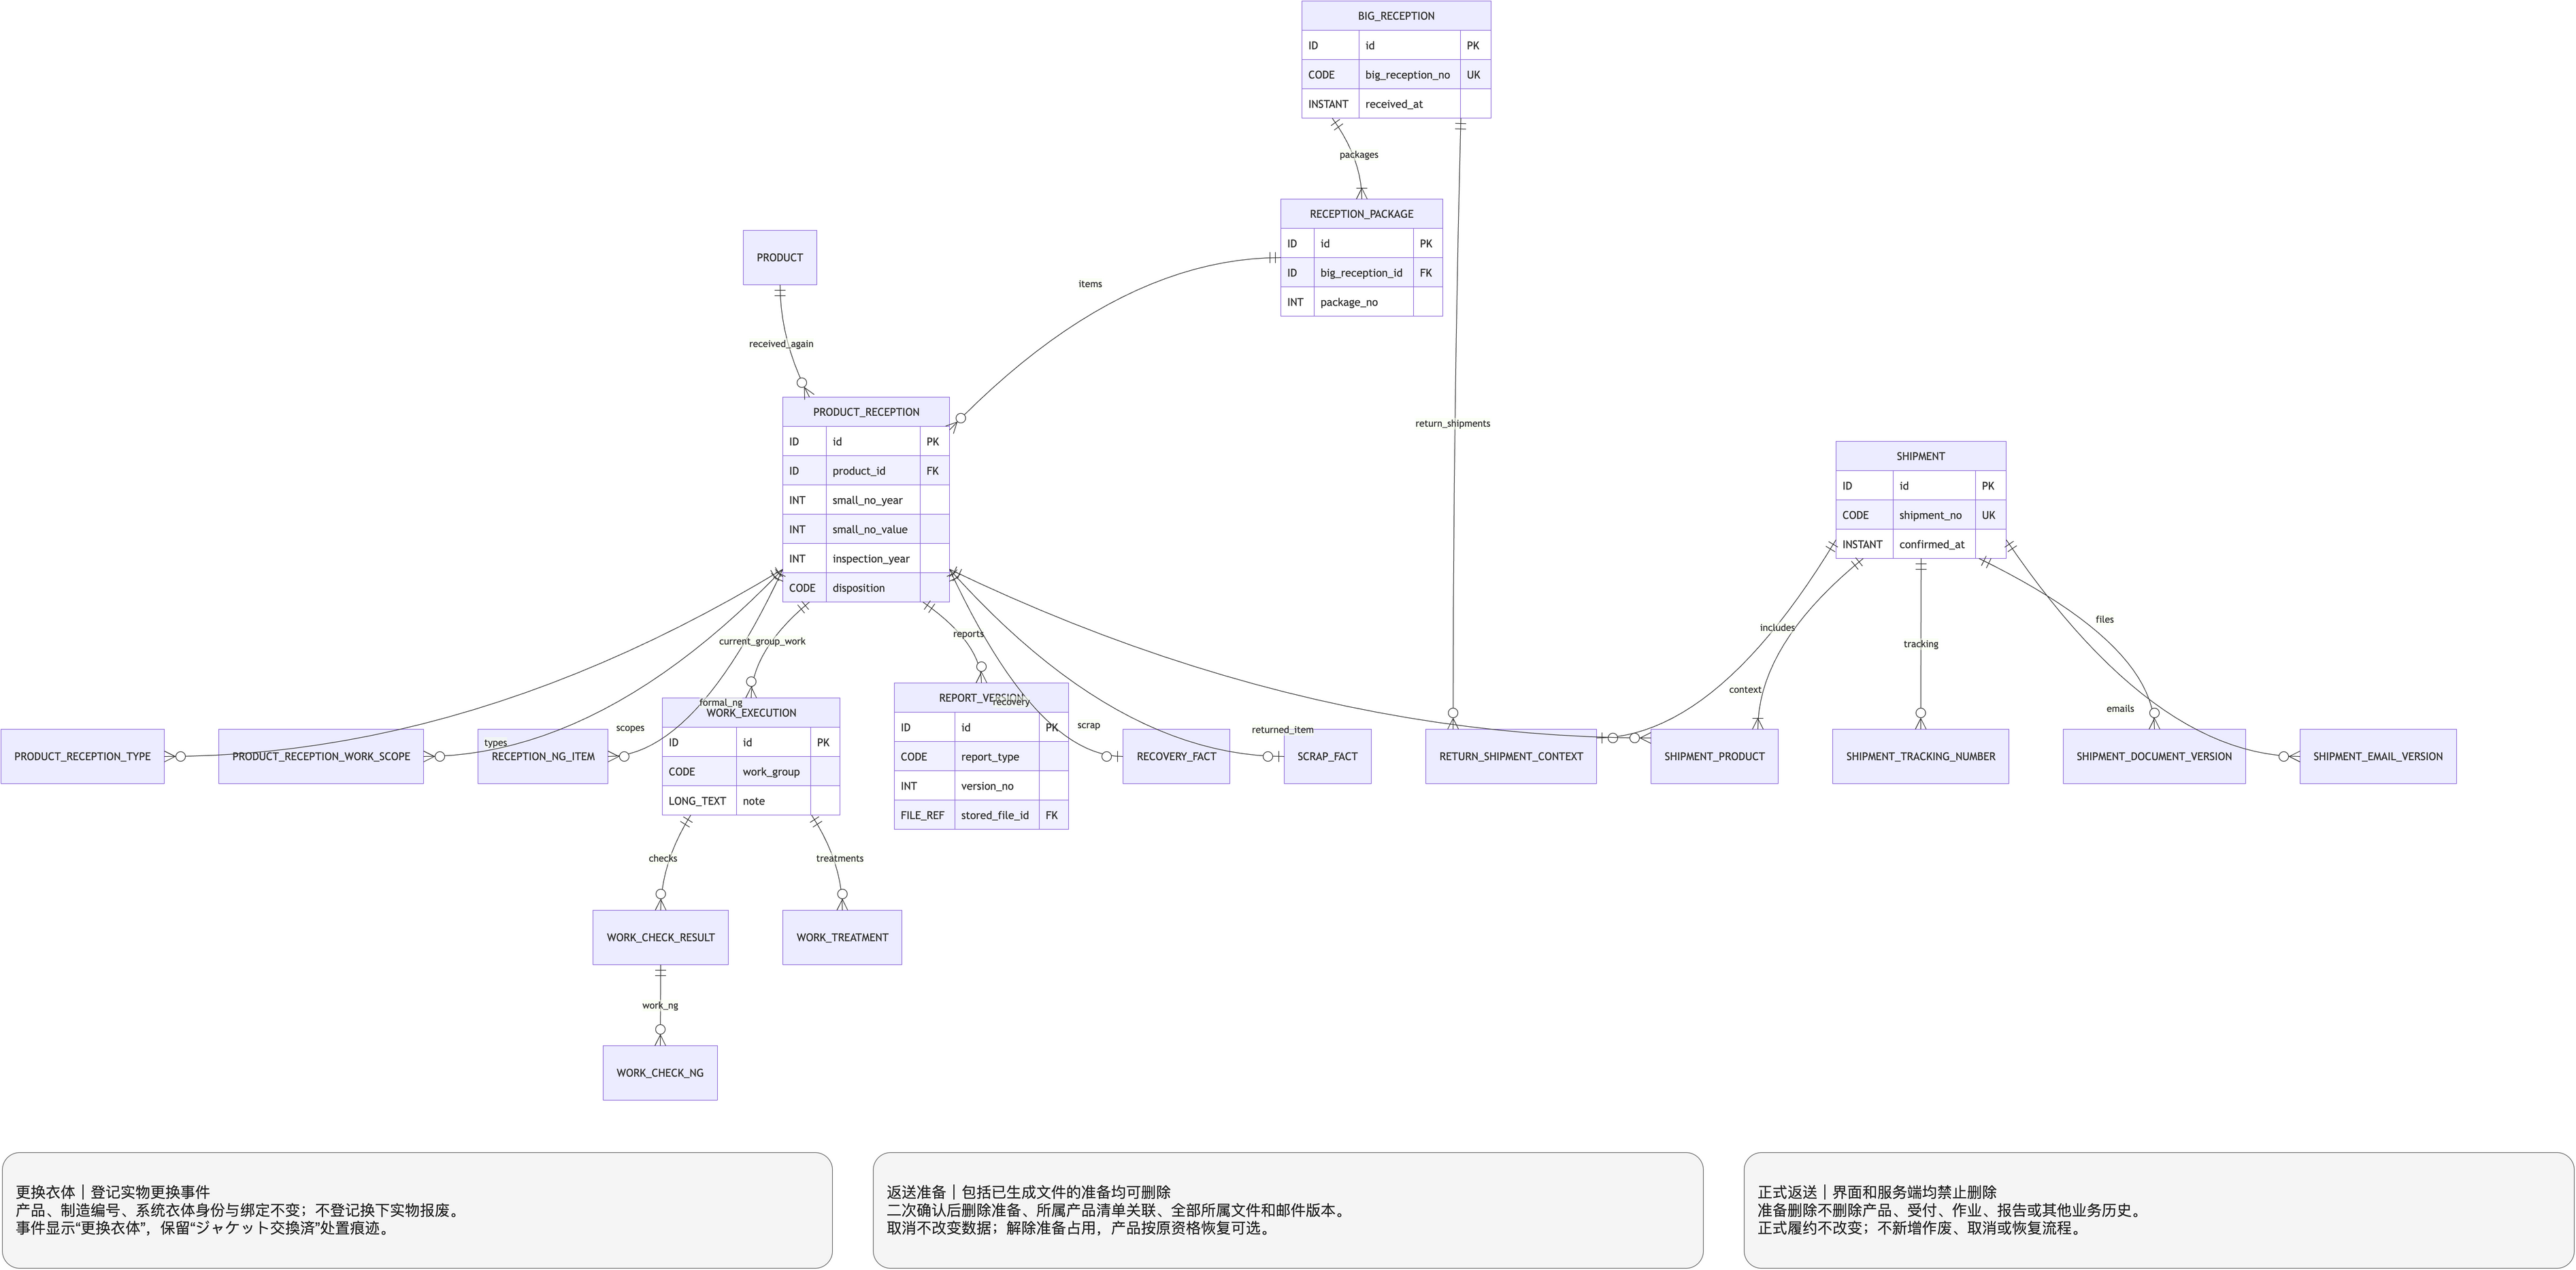 BIG_RECEPTION
ID id PK
CODE big_reception_no UK
INSTANT received_at
packages
RECEPTION_PACKAGE
ID id PK
ID big_reception_id FK
INT package_no
PRODUCT
items
received_again
PRODUCT_RECEPTION
ID id PK
ID product_id FK
INT small_no_year
INT small_no_value
INT inspection_year
CODE disposition
return_shipments
SHIPMENT
ID id PK
CODE shipment_no UK
INSTANT confirmed_at
current_group_work
reports
includes
tracking
files
formal_ng
scopes
types
recovery
scrap
returned_item
context
emails
PRODUCT_RECEPTION_TYPE
PRODUCT_RECEPTION_WORK_SCOPE
RECEPTION_NG_ITEM
WORK_EXECUTION
ID id PK
CODE work_group
LONG_TEXT note
REPORT_VERSION
ID id PK
CODE report_type
INT version_no
FILE_REF stored_file_id FK
RECOVERY_FACT
SCRAP_FACT
RETURN_SHIPMENT_CONTEXT
SHIPMENT_PRODUCT
SHIPMENT_TRACKING_NUMBER
SHIPMENT_DOCUMENT_VERSION
SHIPMENT_EMAIL_VERSION
checks
treatments
WORK_CHECK_RESULT
WORK_TREATMENT
work_ng
WORK_CHECK_NG
更换衣体｜登记实物更换事件
产品、制造编号、系统衣体身份与绑定不变；不登记换下实物报废。
事件显示“更换衣体”，保留“ジャケット交換済”处置痕迹。
返送准备｜包括已生成文件的准备均可删除
二次确认后删除准备、所属产品清单关联、全部所属文件和邮件版本。
取消不改变数据；解除准备占用，产品按原资格恢复可选。
正式返送｜界面和服务端均禁止删除
准备删除不删除产品、受付、作业、报告或其他业务历史。
正式履约不改变；不新增作废、取消或恢复流程。